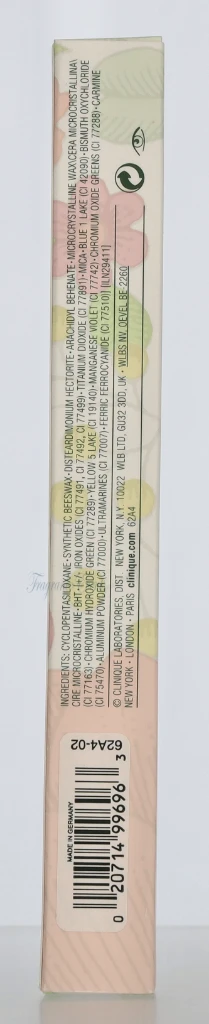 INGREDIENTS: CYCLOPENTASILOXANE•SYNTHETIC BEESWAX•DISTEARDIMONIUM HECTORITE•ARACHIDYL BEHENATE•MICROCRYSTALLINE WAX\CERA MICROCRISTALLINA\
CIRE MICROCRISTALLINE•BHT•[+/- IRON OXIDES (CI 77491, CI 77492, CI 77499)•TITANIUM DIOXIDE (CI 77891)•MICA•BLUE 1 LAKE (CI 42090)•BISMUTH OXYCHLORIDE
(CI 77163)•CHROMIUM HYDROXIDE GREEN (CI 77289)•YELLOW 5 LAKE (CI 19140)•MANGANESE VIOLET (CI 77742)•CHROMIUM OXIDE GREENS (CI 77288)•CARMINE
(CI 75470)•ALUMINUM POWDER (CI 77000)•ULTRAMARINES (CI 77007)•FERRIC FERROCYANIDE (CI 77510)] [ILN29411]
© CLINIQUE LABORATORIES, DIST. NEW YORK, N.Y. 10022 WLB LTD, GU32 3DD, UK • WLBS NV, OEVEL BE-2260
NEW YORK • LONDON • PARIS clinique.com 62A4
MADE IN GERMANY
0 20714 99696 3
62A4-02